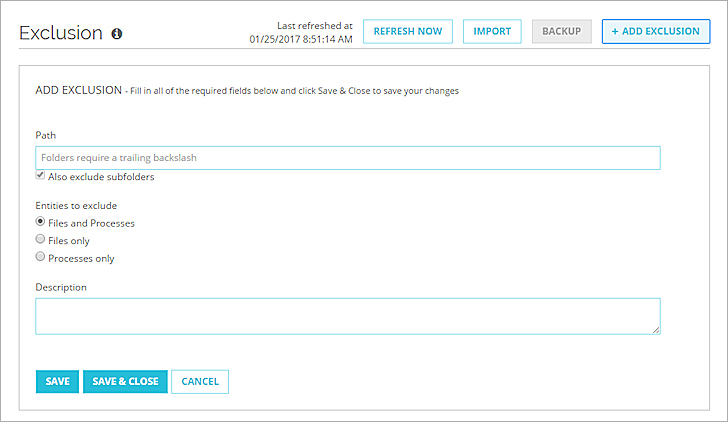 Exclusion
Last refreshed at
01/25/2017 8:51:14 AM
REFRESH NOW
IMPORT
BACKUP
+ ADD EXCLUSION
ADD EXCLUSION - Fill in all of the required fields below and click Save & Close to save your changes
Path
Folders require a trailing backslash
Also exclude subfolders
Entities to exclude
Files and Processes
Files only
Processes only
Description
SAVE
SAVE & CLOSE
CANCEL